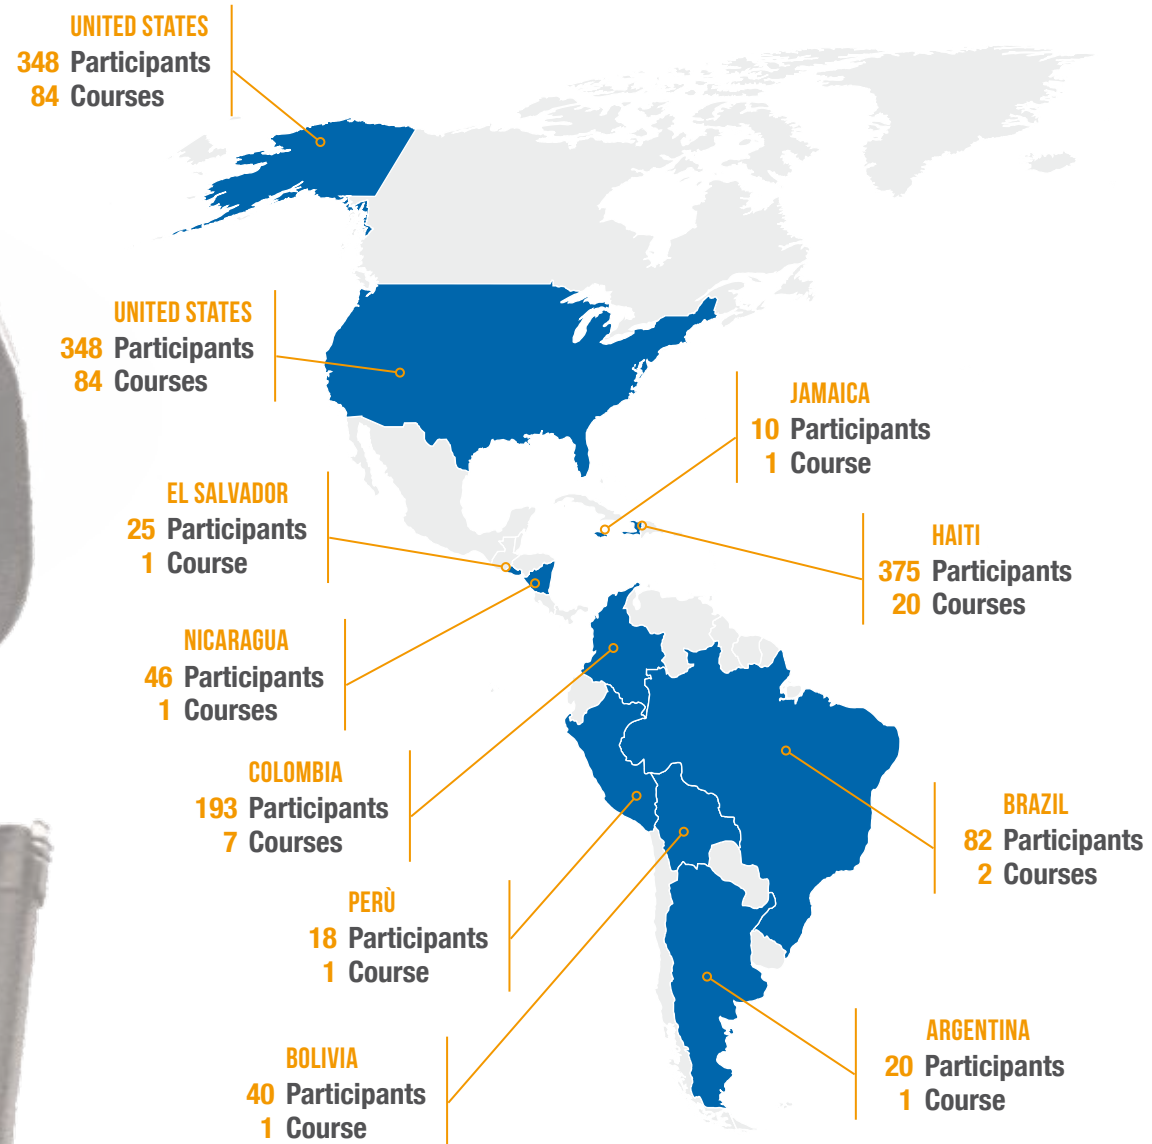 UNITED STATES
348 Participants
84 Courses
UNITED STATES
348 Participants
84 Courses
JAMAICA
10 Participants
1 Course
EL SALVADOR
25 Participants
1 Course
HAITI
375 Participants
20 Courses
NICARAGUA
46 Participants
1 Courses
COLOMBIA
193 Participants
7 Courses
BRAZIL
82 Participants
2 Courses
PERÙ
18 Participants
1 Course
ARGENTINA
20 Participants
1 Course
BOLIVIA
40 Participants
1 Course